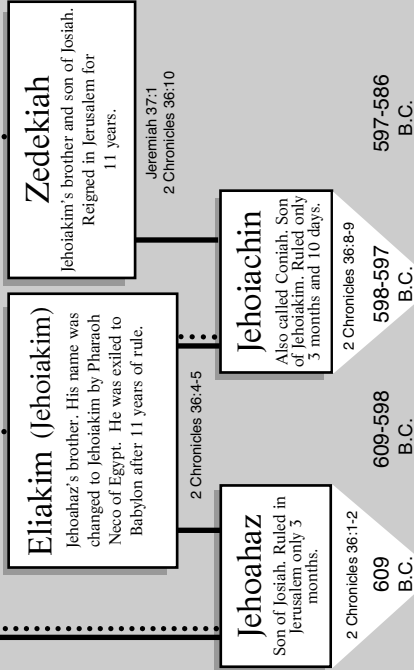 Jehoahaz
Son of Josiah. Ruled in
Jerusalem only 3
months.
2 Chronicles 36:1-2
609
B.C.
Eliakim (Jehoiakim)
Jehoahaz's brother. His name was
changed to Jehoiakim by Pharaoh
Neco of Egypt. He was exiled to
Babylon after 11 years of rule.
2 Chronicles 36:4-5
609-598
B.C.
Jehoiachin
Also called Coniah. Son
of Jehoiakim. Ruled only
3 months and 10 days.
2 Chronicles 36:8-9
598-597
B.C.
Zedekiah
Jehoiakim's brother and son of Josiah.
Reigned in Jerusalem for
11 years.
Jeremiah 37:1
2 Chronicles 36:10
597-586
B.C.